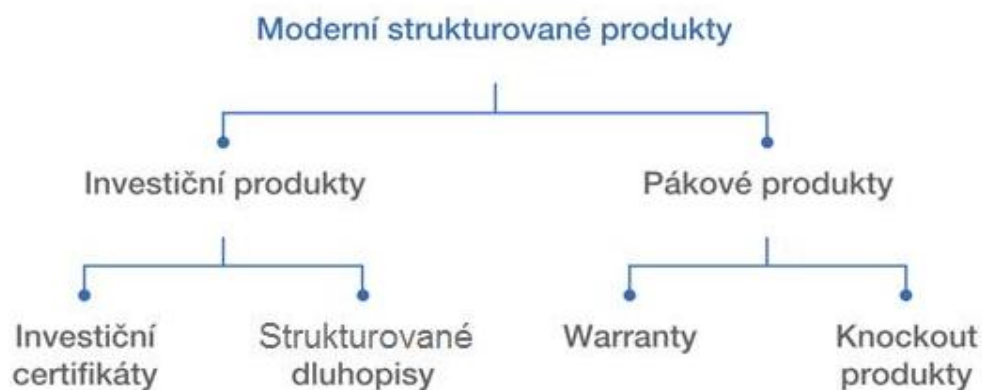 Moderní strukturované produkty
Investiční produkty
Pákové produkty
Investiční
certifikáty
Strukturované
dluhopisy
Warranty
Knockout
produkty